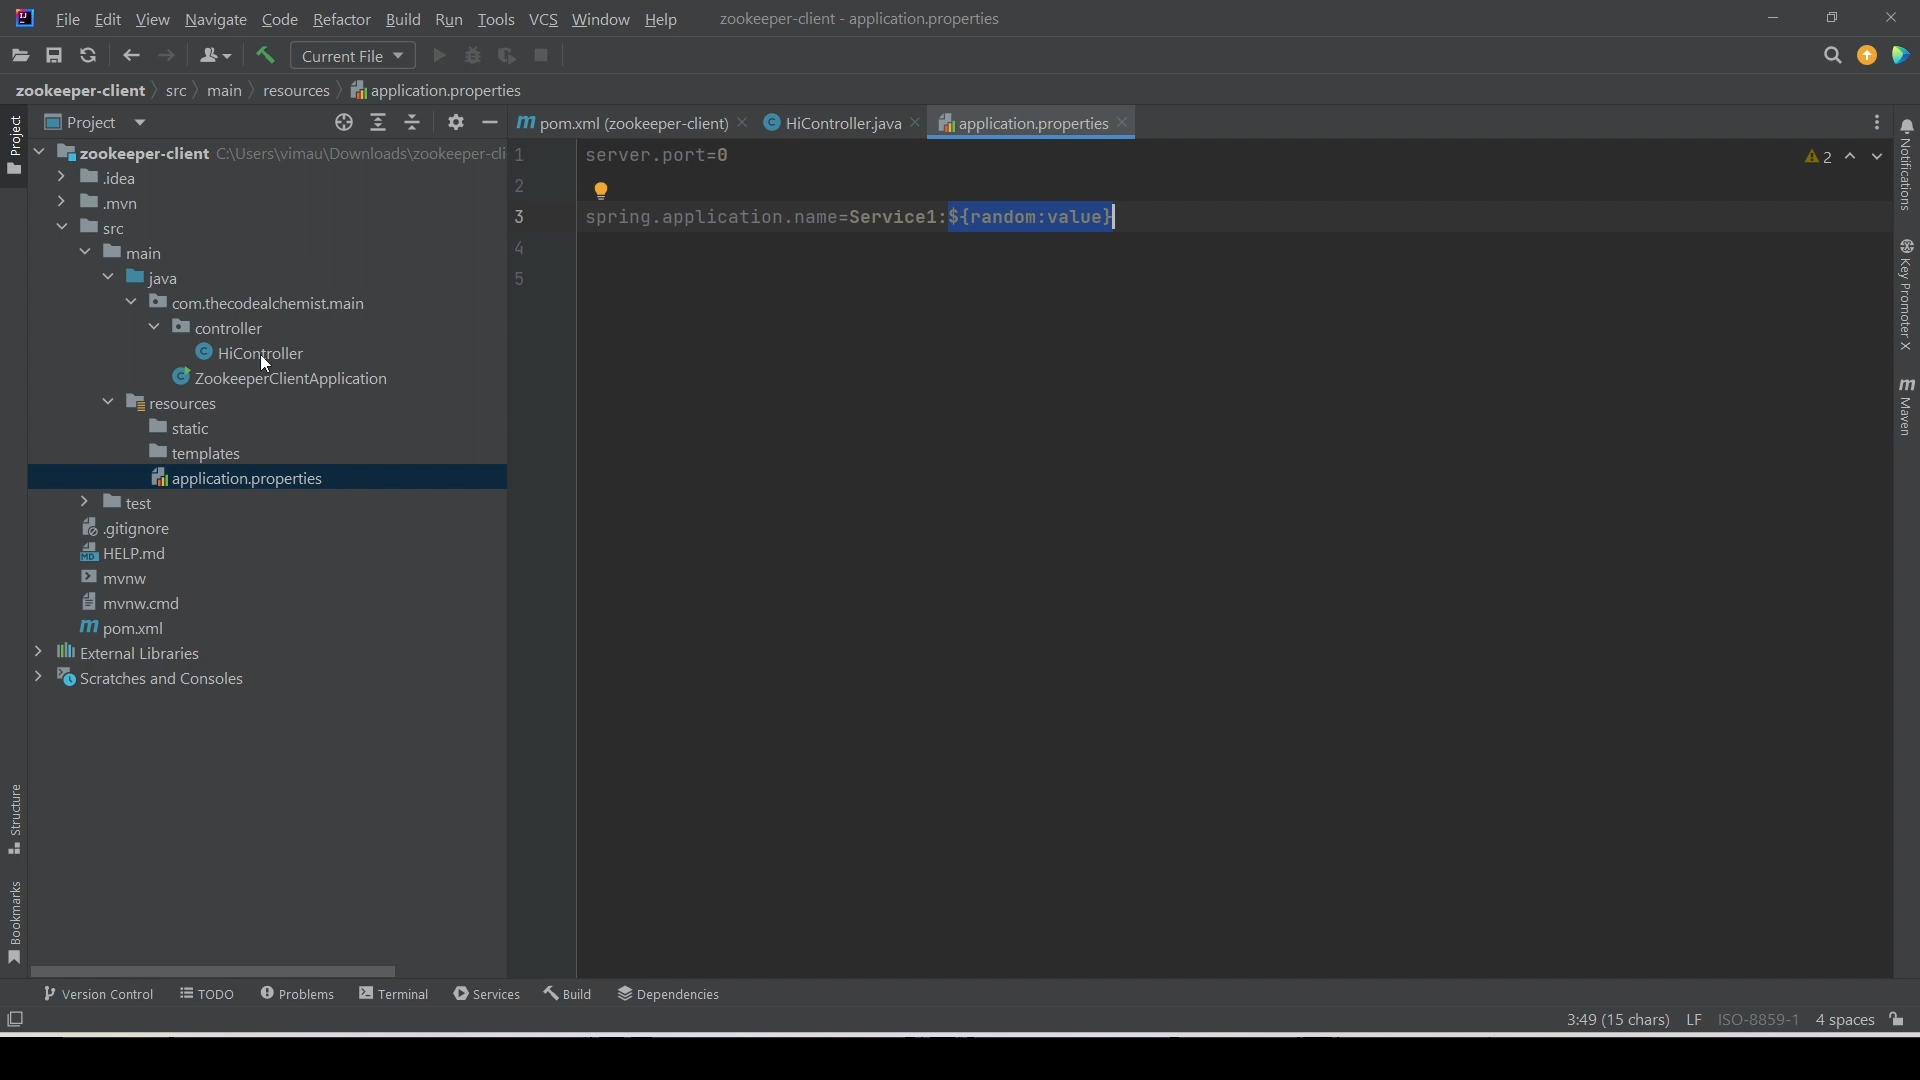 File Edit View Navigate Code Refactor Build Run Tools VCS Window Help zookeeper-client - application.properties
Current File
zookeeper-client src main resources application.properties
Project
pom.xml (zookeeper-client) HiController.java application.properties
zookeeper-client C:\Users\vimau\Downloads\zookeeper-cli
.idea
.mvn
src
main
java
com.thecodealchemist.main
controller
HiController
ZookeeperClientApplication
resources
static
templates
application.properties
test
.gitignore
HELP.md
mvnw
mvnw.cmd
pom.xml
External Libraries
Scratches and Consoles
1 server.port=0
2
3 spring.application.name=Service1:${random:value}
4
5
2
Project
Structure
Bookmarks
Notifications
Key Promoter X
Maven
Version Control TODO Problems Terminal Services Build Dependencies
3:49 (15 chars) LF ISO-8859-1 4 spaces